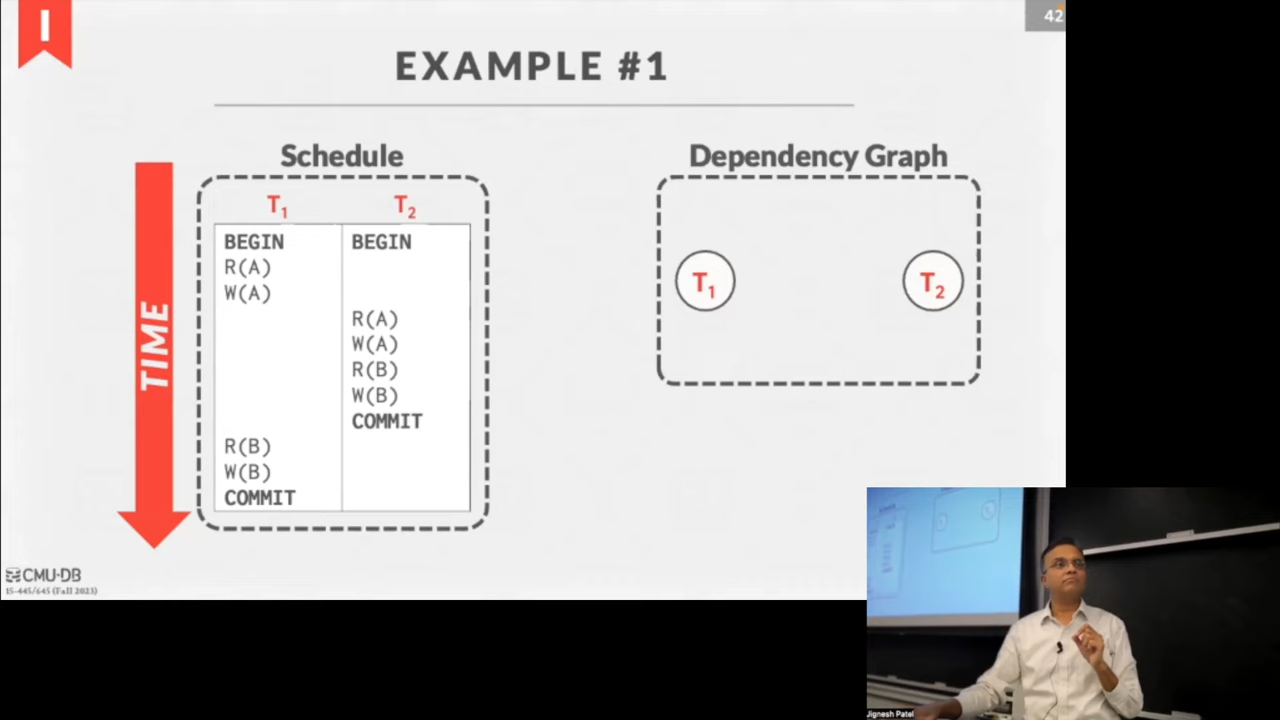 I
42
EXAMPLE #1
Schedule
Dependency Graph
TIME
T1 T2
BEGIN BEGIN
R(A)
W(A)
R(A)
W(A)
R(B)
W(B)
COMMIT
R(B)
W(B)
COMMIT
T1 T2
CMU·DB
15-445/645 (Fall 2023)
Jignesh Patel